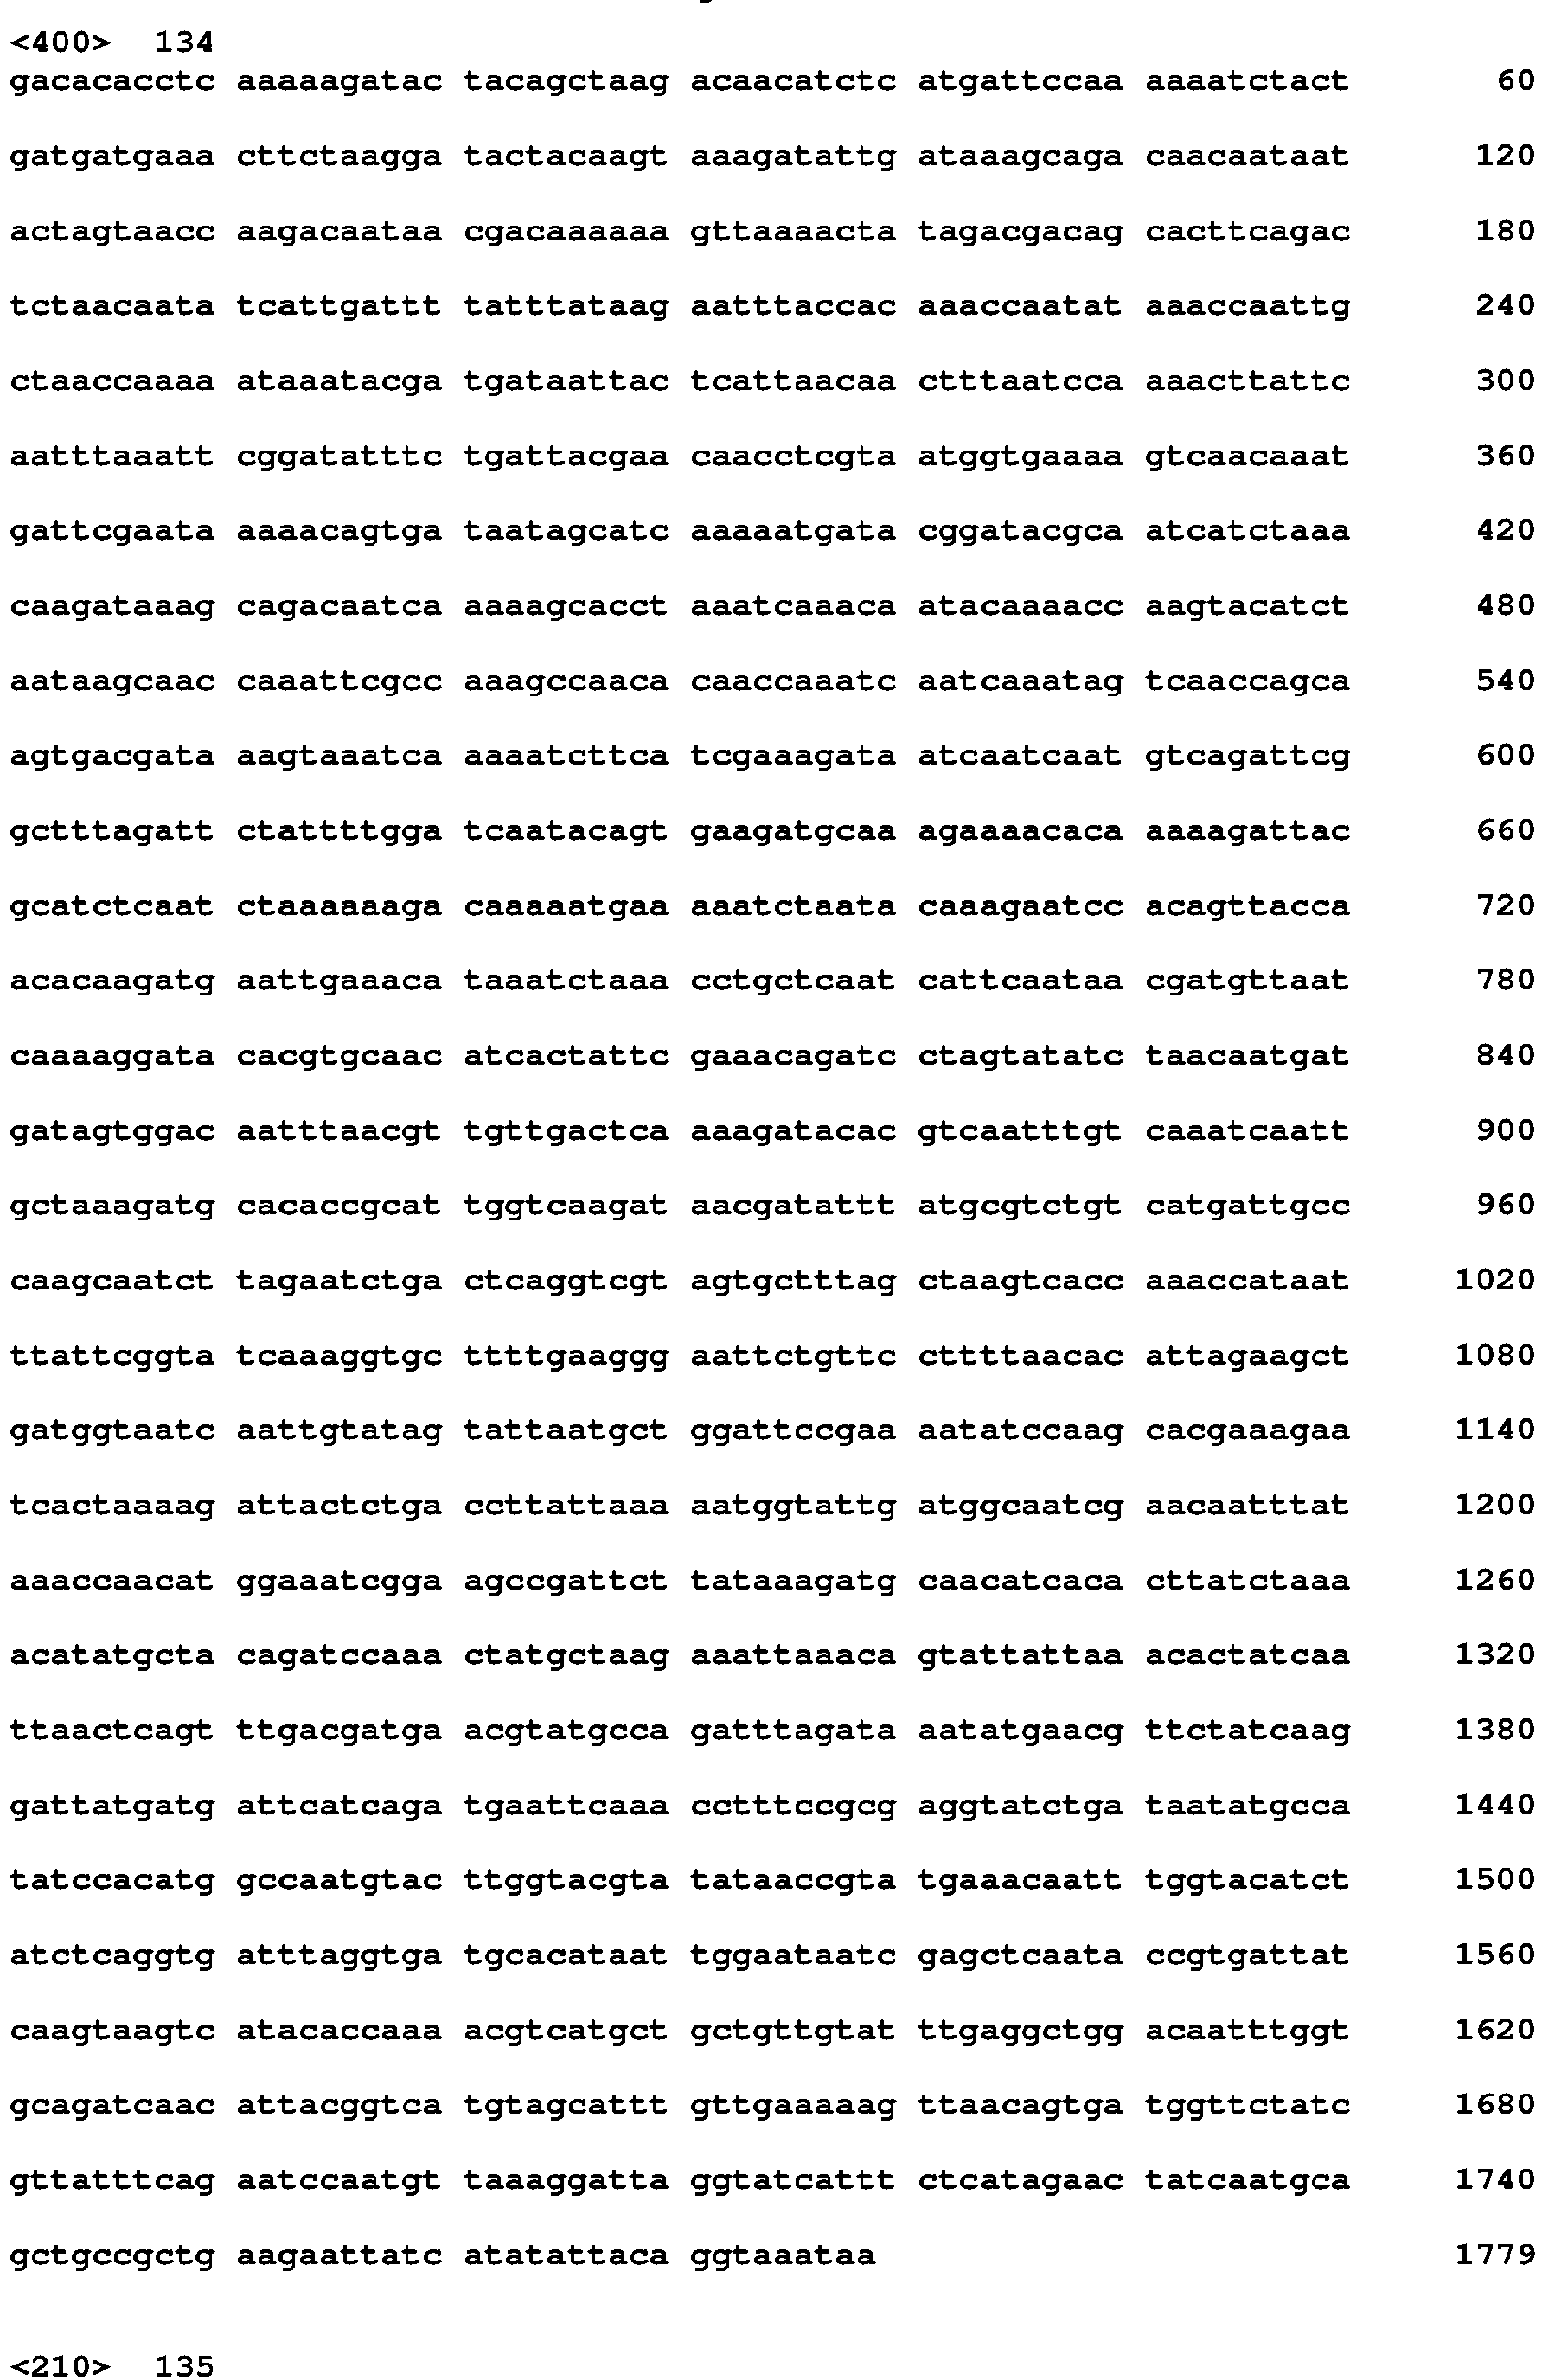 <400> 134
gacacacctc aaaaagatac tacagctaag acaacatctc atgattccaa aaaatctact 60
gatgatgaaa cttctaagga tactacaagt aaagatattg ataaagcaga caacaataat 120
actagtaacc aagacaataa cgacaaaaaa gttaaaacta tagacgacag cacttcagac 180
tctaacaata tcattgattt tatttataag aatttaccac aaaccaatat aaaccaattg 240
ctaaccaaaa ataaatacga tgataattac tcattaacaa ctttaatcca aaacttattc 300
aatttaaatt cggatatttc tgattacgaa caacctcgta atggtgaaaa gtcaacaaat 360
gattcgaata aaaacagtga taatagcatc aaaaatgata cggatacgca atcatctaaa 420
caagataaag cagacaatca aaaagcacct aaatcaaaca atacaaaacc aagtacatct 480
aataagcaac caaattcgcc aaagccaaca caaccaaatc aatcaaatag tcaaccagca 540
agtgacgata aagtaaatca aaaatcttca tcgaaagata atcaatcaat gtcagattcg 600
gctttagatt ctattttgga tcaatacagt gaagatgcaa agaaaacaca aaaagattac 660
gcatctcaat ctaaaaaaga caaaaatgaa aaatctaata caaagaatcc acagttacca 720
acacaagatg aattgaaaca taaatctaaa cctgctcaat cattcaataa cgatgttaat 780
caaaaggata cacgtgcaac atcactattc gaaacagatc ctagtatatc taacaatgat 840
gatagtggac aatttaacgt tgttgactca aaagatacac gtcaatttgt caaatcaatt 900
gctaaagatg cacaccgcat tggtcaagat aacgatattt atgcgtctgt catgattgcc 960
caagcaatct tagaatctga ctcaggtcgt agtgctttag ctaagtcacc aaaccataat 1020
ttattcggta tcaaaggtgc ttttgaaggg aattctgttc cttttaacac attagaagct 1080
gatggtaatc aattgtatag tattaatgct ggattccgaa aatatccaag cacgaaagaa 1140
tcactaaaag attactctga ccttattaaa aatggtattg atggcaatcg aacaatttat 1200
aaaccaacat ggaaatcgga agccgattct tataaagatg caacatcaca cttatctaaa 1260
acatatgcta cagatccaaa ctatgctaag aaattaaaca gtattattaa acactatcaa 1320
ttaactcagt ttgacgatga acgtatgcca gatttagata aatatgaacg ttctatcaag 1380
gattatgatg attcatcaga tgaattcaaa cctttccgcg aggtatctga taatatgcca 1440
tatccacatg gccaatgtac ttggtacgta tataaccgta tgaaacaatt tggtacatct 1500
atctcaggtg atttaggtga tgcacataat tggaataatc gagctcaata ccgtgattat 1560
caagtaagtc atacaccaaa acgtcatgct gctgttgtat ttgaggctgg acaatttggt 1620
gcagatcaac attacggtca tgtagcattt gttgaaaaag ttaacagtga tggttctatc 1680
gttatttcag aatccaatgt taaaggatta ggtatcattt ctcatagaac tatcaatgca 1740
gctgccgctg aagaattatc atatattaca ggtaaataa 1779
<210> 135